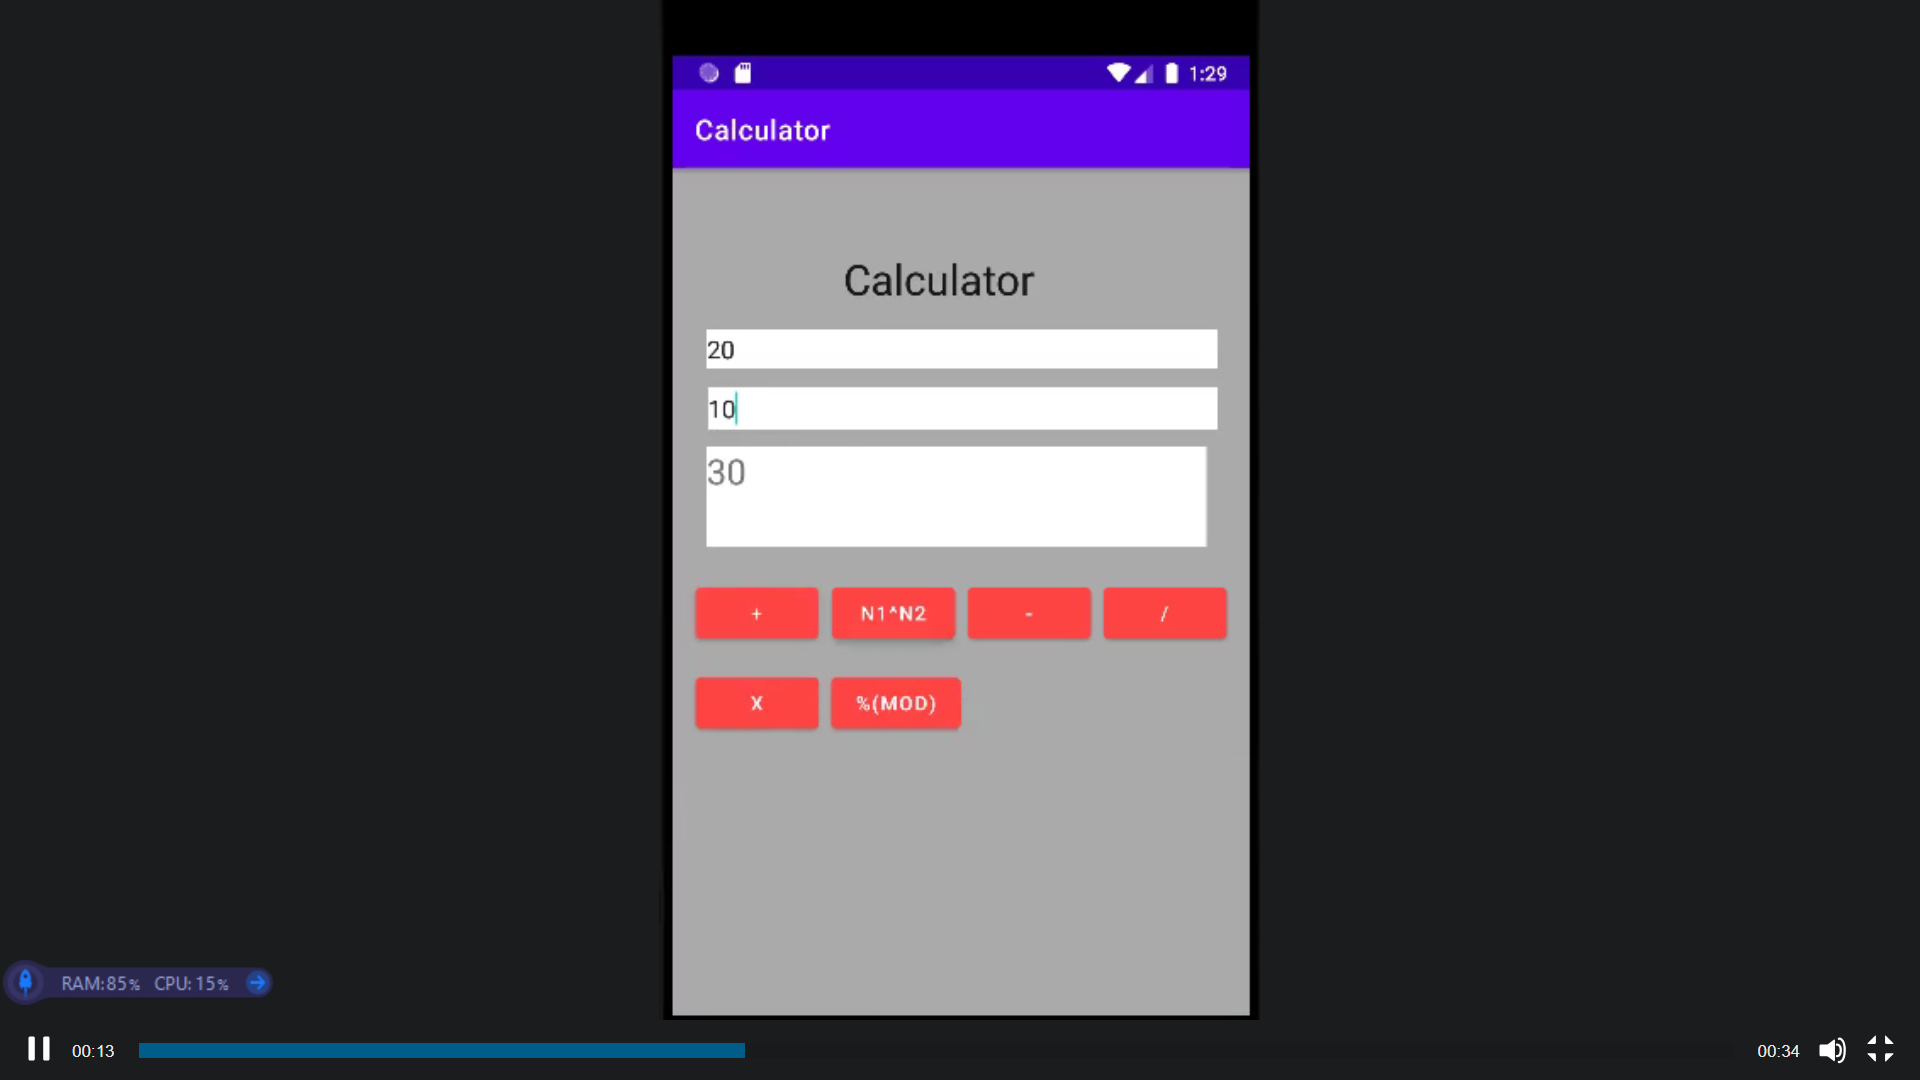 1:29
Calculator
Calculator
20
10
30
+ N1^N2 - /
X %(MOD)
RAM:85% CPU:15%
00:13 00:34